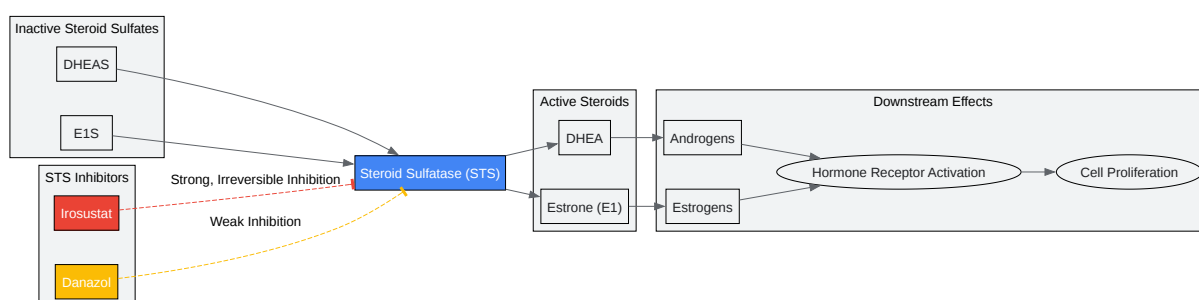 Inactive Steroid Sulfates
DHEAS
E1S
STS Inhibitors
Irosustat
Danazol
Strong, Irreversible Inhibition
Weak Inhibition
Steroid Sulfatase (STS)
Active Steroids
DHEA
Estrone (E1)
Downstream Effects
Androgens
Estrogens
Hormone Receptor Activation
Cell Proliferation